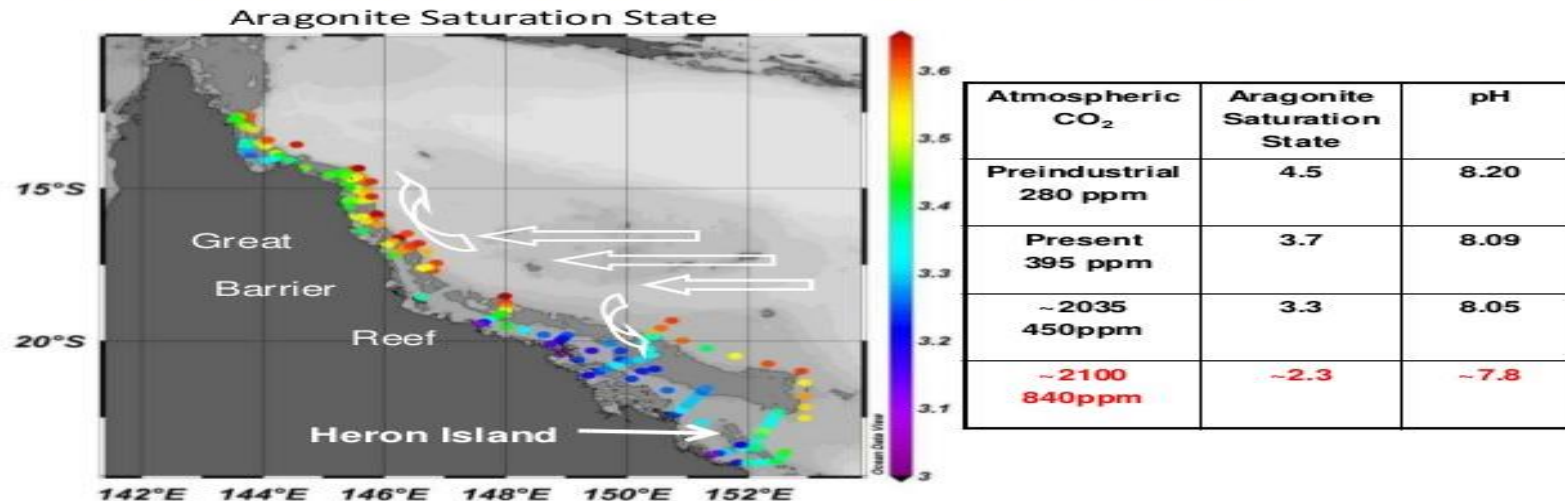 Aragonite Saturation State
15°S
20°S
Great
Barrier
Reef
Heron Island
142°E 144°E 146°E 148°E 150°E 152°E
3.6
3.5
3.4
3.3
3.2
3.1
3
Ocean Data View
Atmospheric CO₂ Aragonite Saturation State pH
Preindustrial 280 ppm 4.5 8.20
Present 395 ppm 3.7 8.09
~2035 450ppm 3.3 8.05
~2100 840ppm ~2.3 ~7.8